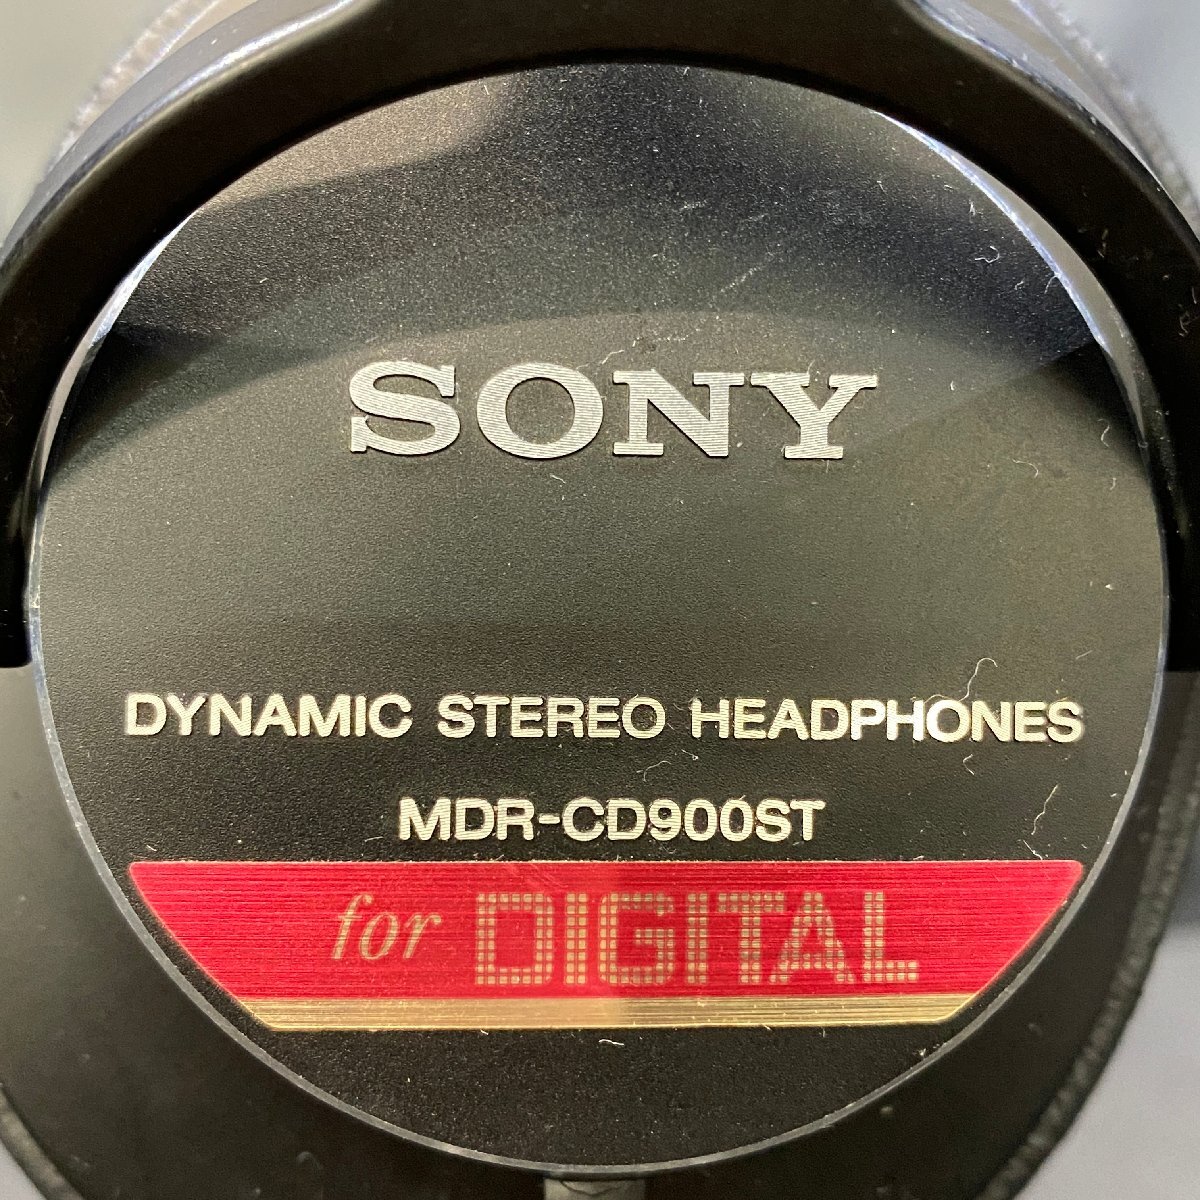 SONY
DYNAMIC STEREO HEADPHONES
MDR-CD900ST
for DIGITAL